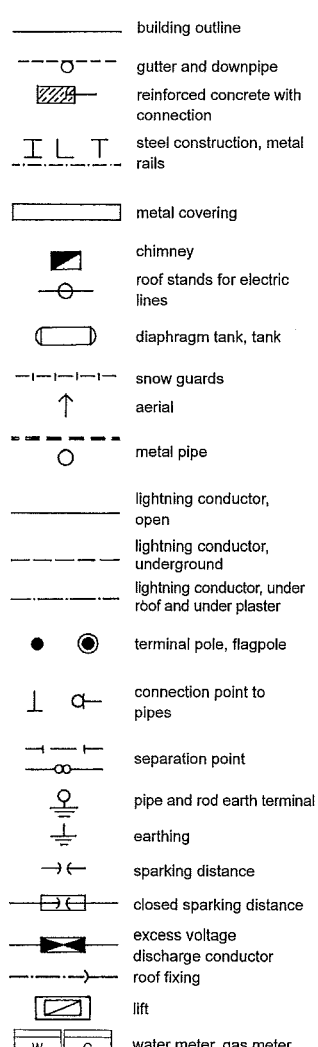 building outline
gutter and downpipe
reinforced concrete with
connection
steel construction, metal
rails
metal covering
chimney
roof stands for electric
lines
diaphragm tank, tank
snow guards
aerial
metal pipe
lightning conductor,
open
lightning conductor,
underground
lightning conductor, under
roof and under plaster
terminal pole, flagpole
connection point to
pipes
separation point
pipe and rod earth terminal
earthing
sparking distance
closed sparking distance
excess voltage
discharge conductor
roof fixing
lift
water meter, gas meter